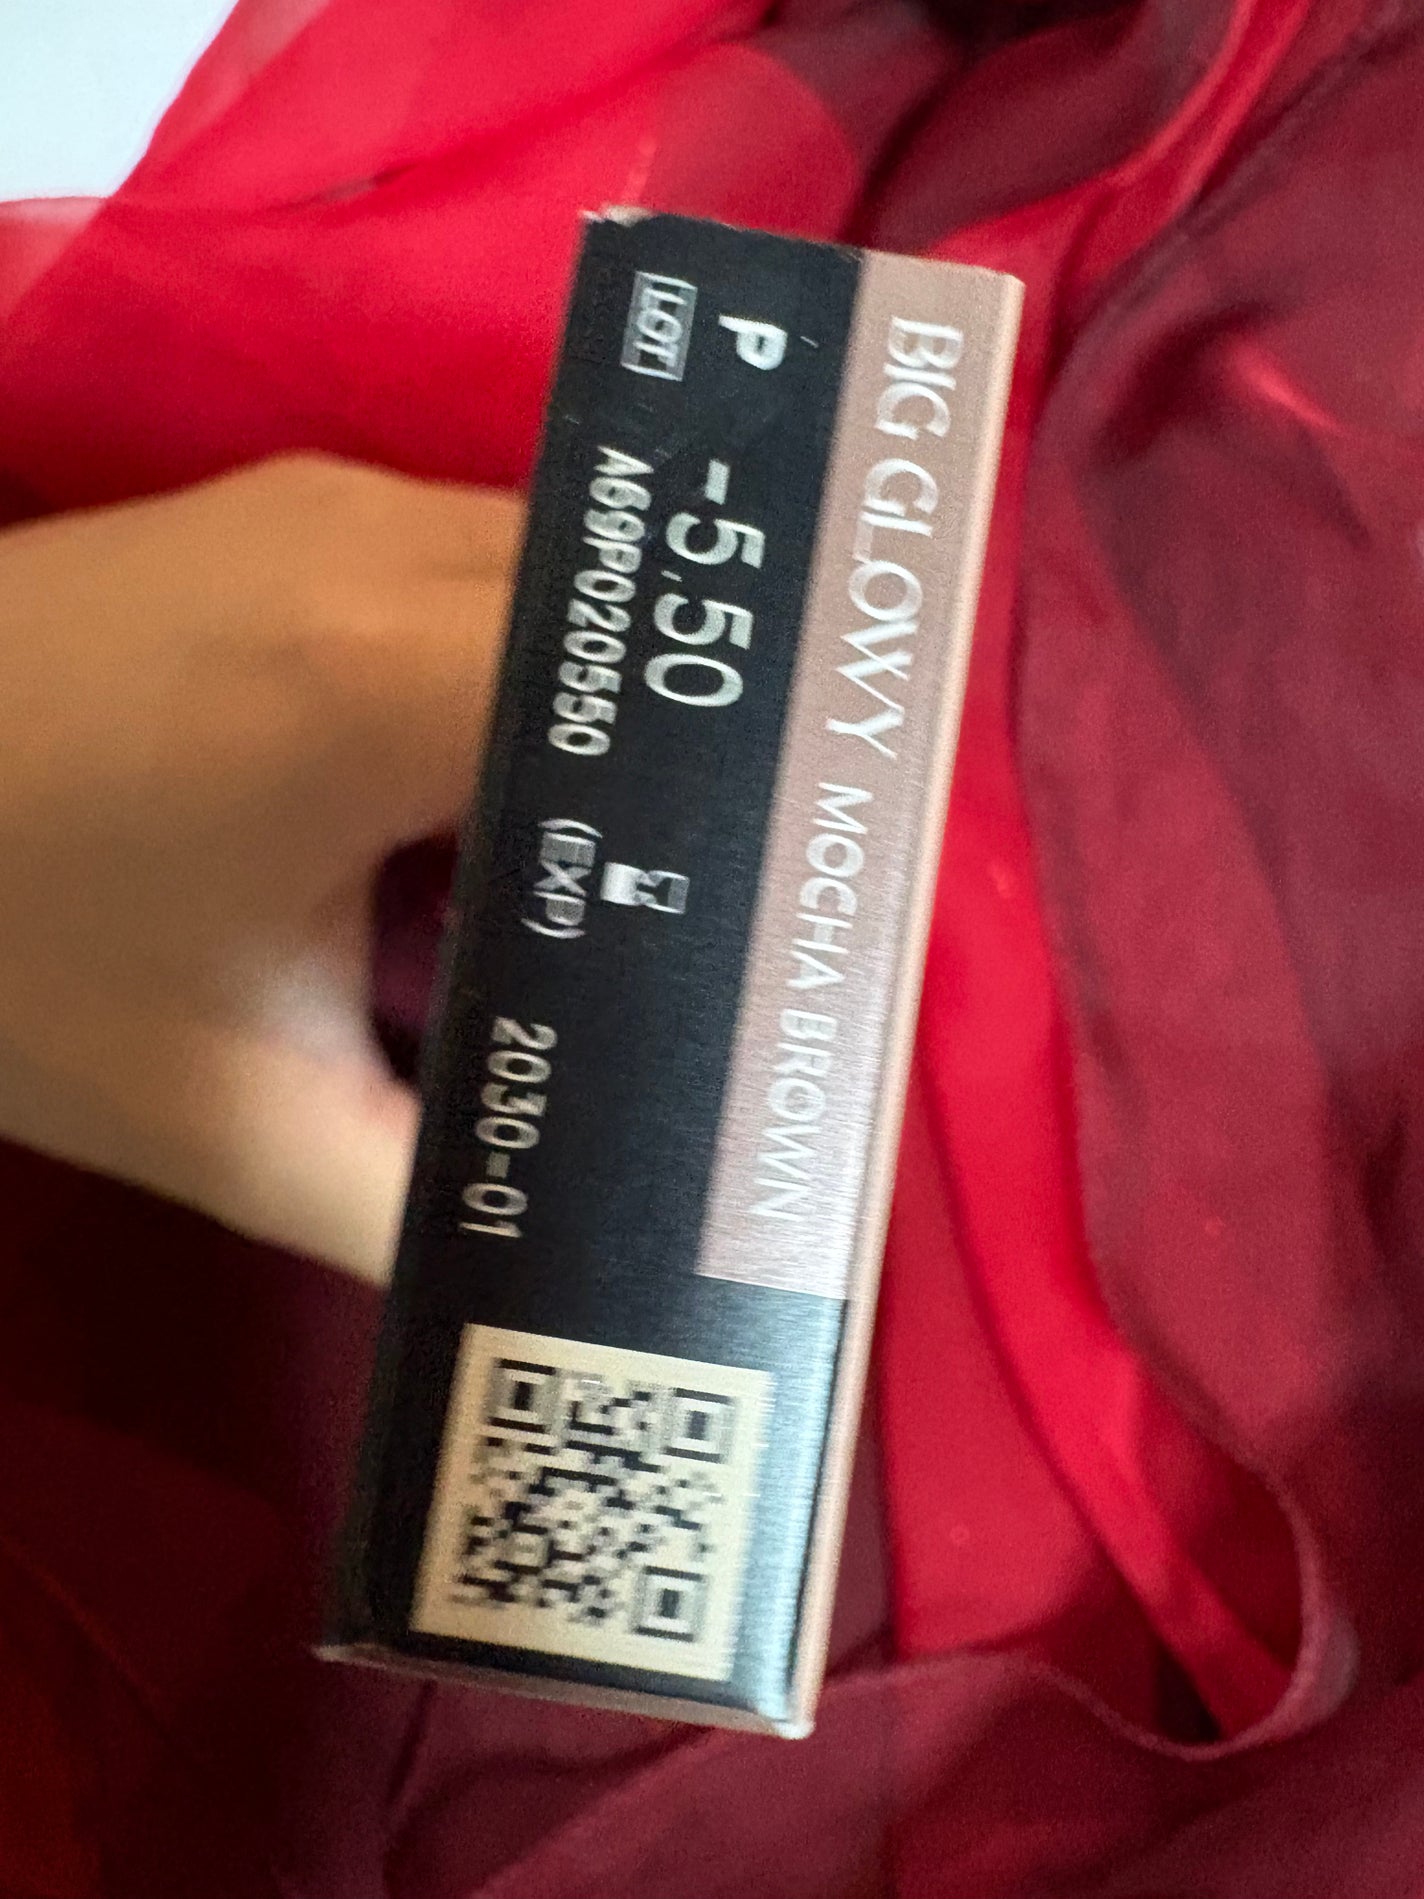 BIG GLOWY MOCHA BROWN
P -5.50
LOT A69P020550 (EXP) 2030-01